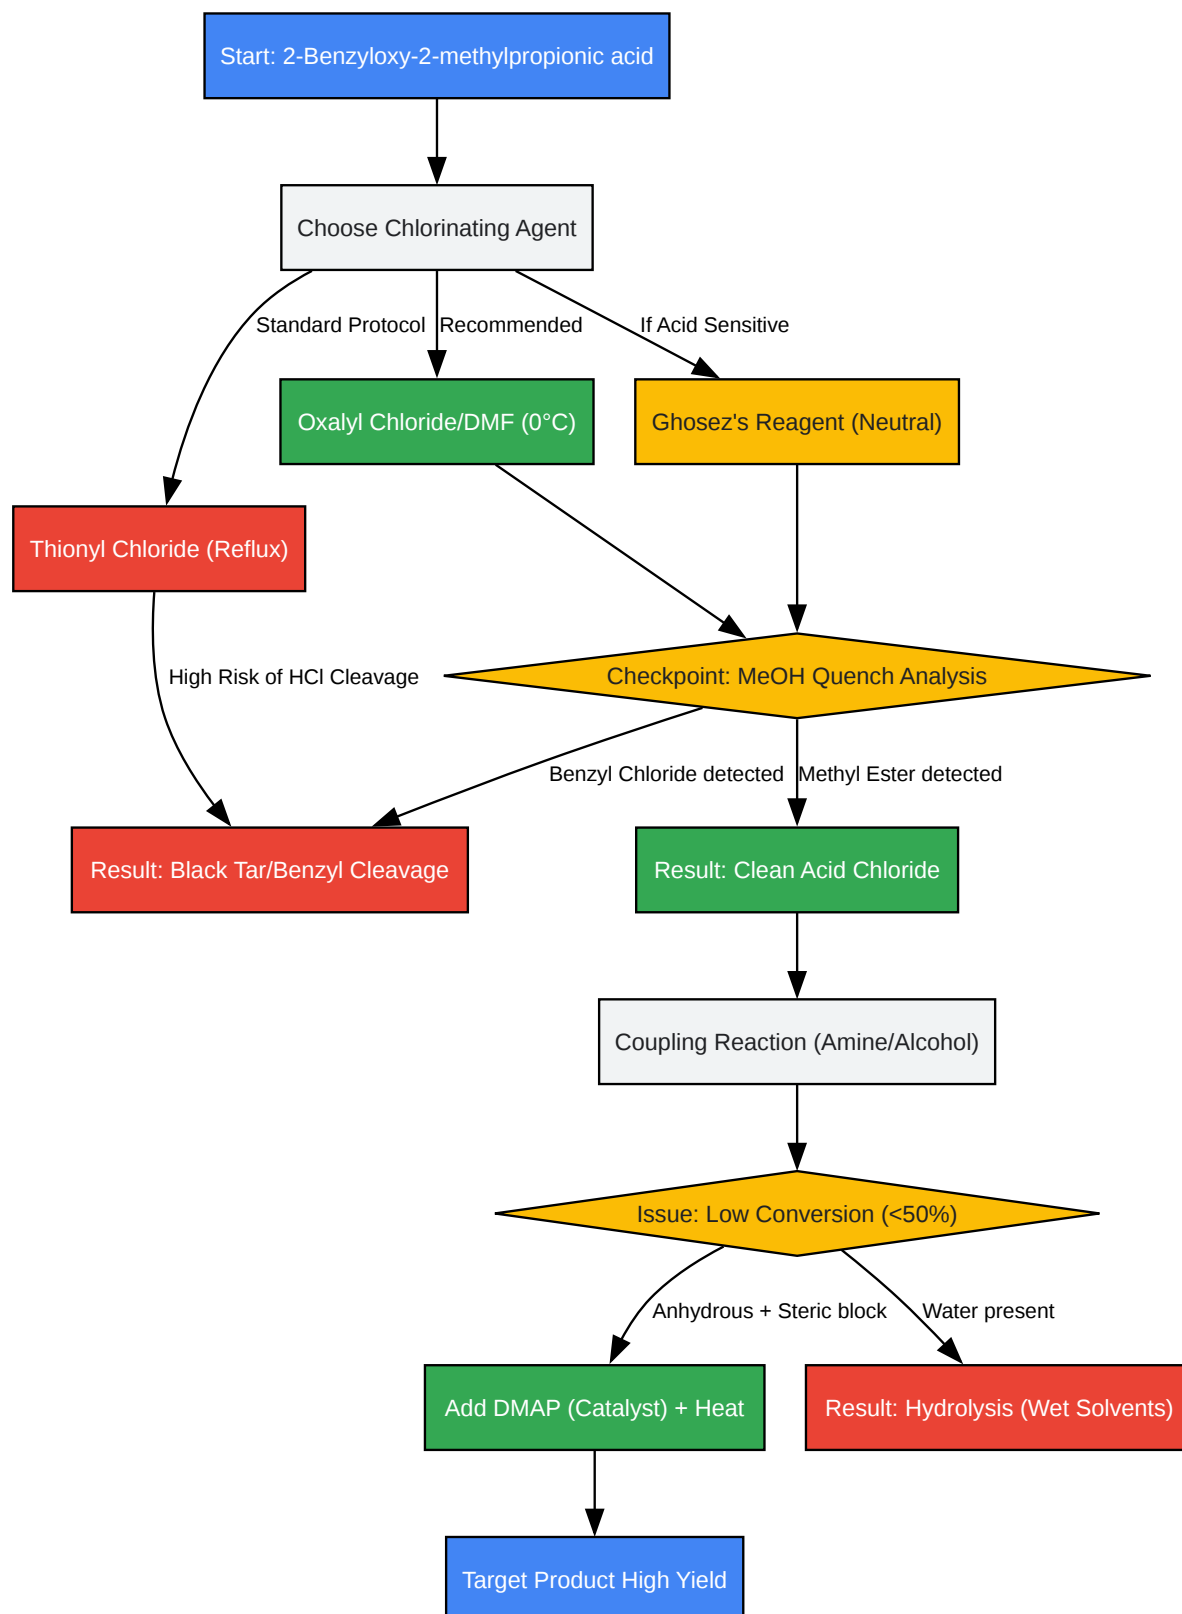 Start: 2-Benzyloxy-2-methylpropionic acid
Choose Chlorinating Agent
Standard Protocol
Recommended
If Acid Sensitive
Oxalyl Chloride/DMF (0°C)
Ghosez's Reagent (Neutral)
Thionyl Chloride (Reflux)
High Risk of HCl Cleavage
Checkpoint: MeOH Quench Analysis
Benzyl Chloride detected
Methyl Ester detected
Result: Black Tar/Benzyl Cleavage
Result: Clean Acid Chloride
Coupling Reaction (Amine/Alcohol)
Issue: Low Conversion (<50%)
Anhydrous + Steric block
Water present
Add DMAP (Catalyst) + Heat
Result: Hydrolysis (Wet Solvents)
Target Product High Yield